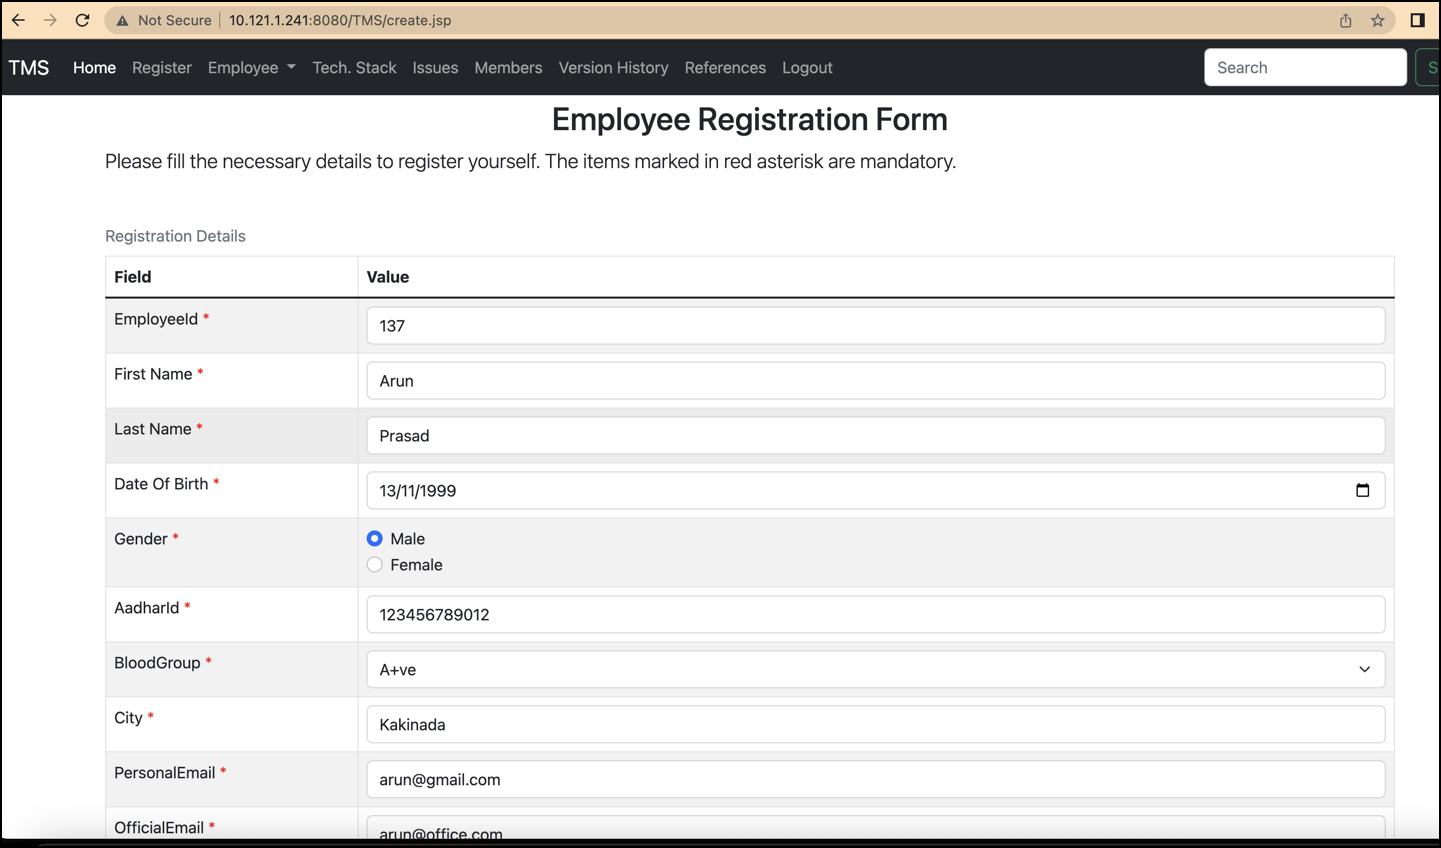 Not Secure 10.121.1.241:8080/TMS/create.jsp
TMS Home Register Employee Tech. Stack Issues Members Version History References Logout Search S
Employee Registration Form
Please fill the necessary details to register yourself. The items marked in red asterisk are mandatory.
Registration Details
Field Value
EmployeeId * 137
First Name * Arun
Last Name * Prasad
Date Of Birth * 13/11/1999
Gender * Male
Female
AadharId * 123456789012
BloodGroup * A+ve
City * Kakinada
PersonalEmail * arun@gmail.com
OfficialEmail * arun@office.com